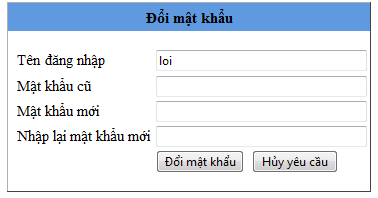 Đổi mật khẩu
Tên đăng nhập loi
Mật khẩu cũ
Mật khẩu mới
Nhập lại mật khẩu mới
Đổi mật khẩu Hủy yêu cầu